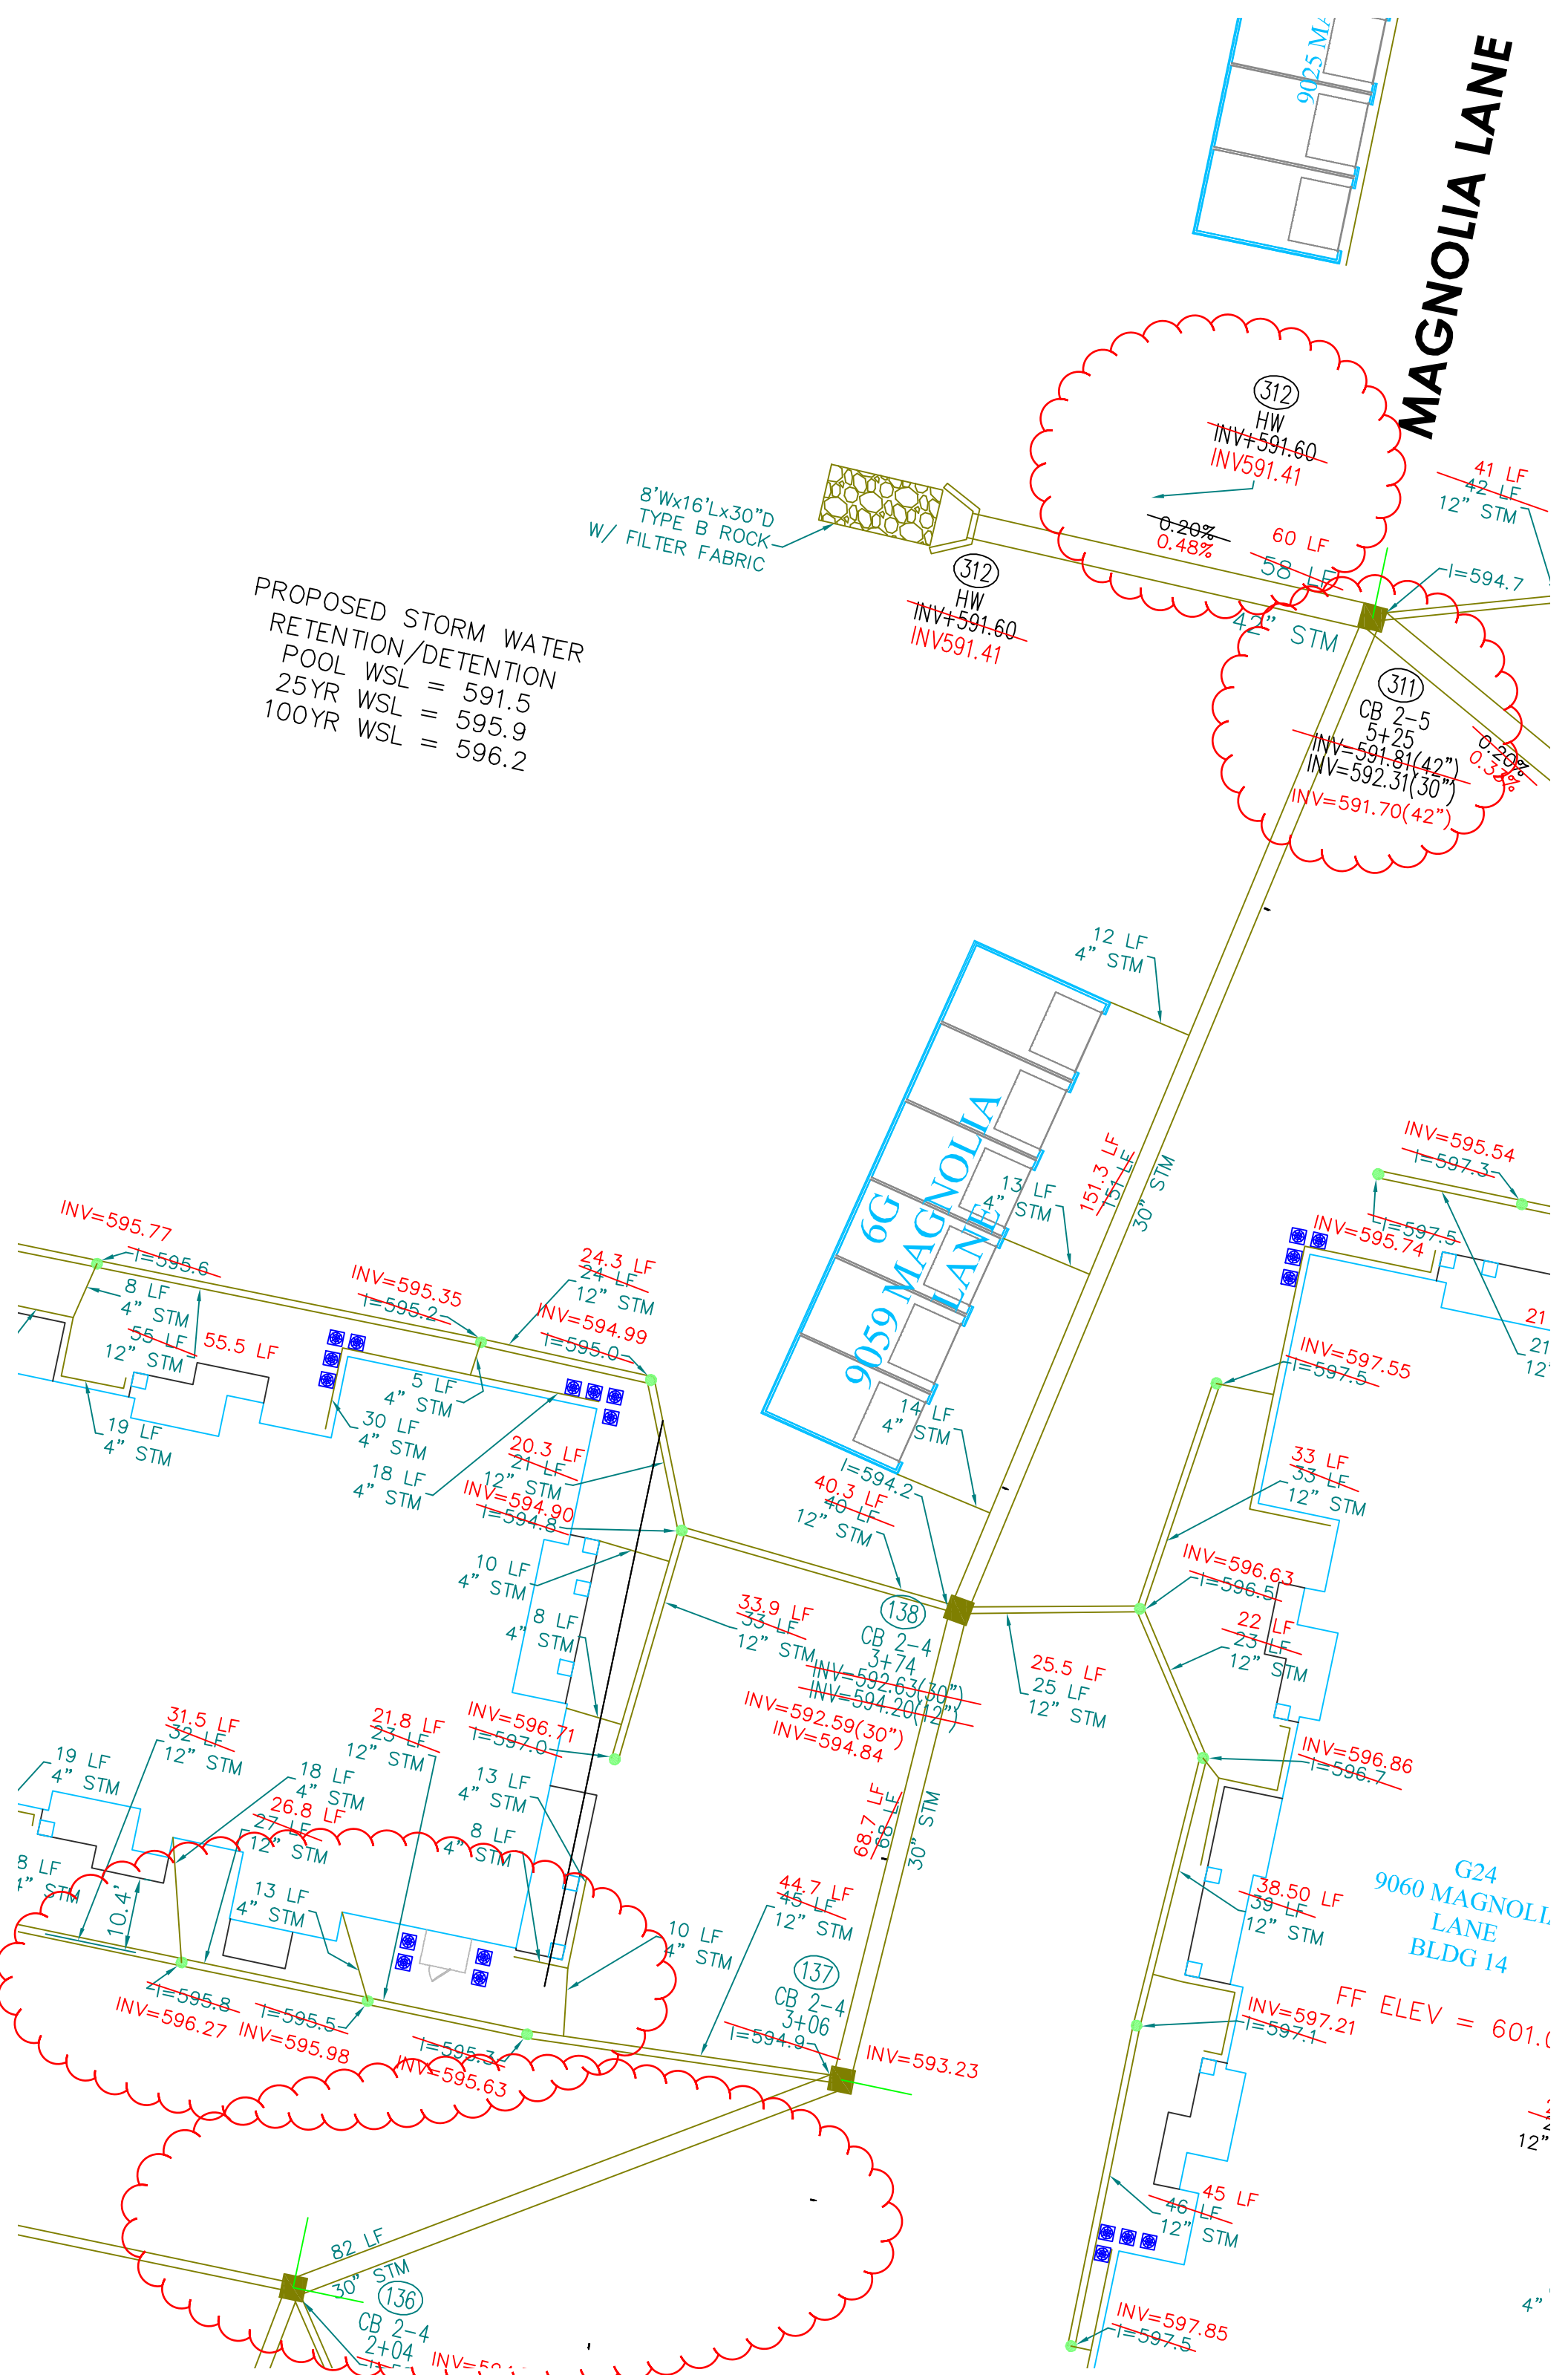 MAGNOLIA LANE
9025 MA
312
HW
INV+591.60
INV591.41
0.20%
0.48%
60 LF
58 LF
42" STM
41 LF
42 LF
12" STM
I=594.7
8'Wx16'Lx30"D
TYPE B ROCK
W/ FILTER FABRIC
312
HW
INV+591.60
INV591.41
PROPOSED STORM WATER
RETENTION/DETENTION
POOL WSL = 591.5
25YR WSL = 595.9
100YR WSL = 596.2
311
CB 2-5
5+25
INV=591.81(42")
INV=592.31(30")
INV=591.70(42")
0.20%
12 LF
4" STM
6G
9059 MAGNOLIA
LANE
13 LF
4" STM
151.3 LF
151 LF
30" STM
14 LF
4" STM
INV=595.54
I=597.3
I=597.5
INV=595.74
21
21
12"
INV=597.55
I=597.5
33 LF
33 LF
12" STM
INV=596.63
I=596.5
22 LF
23 LF
12" STM
INV=595.77
I=595.6
8 LF
4" STM
55 LF
12" STM
55.5 LF
19 LF
4" STM
INV=595.35
I=595.2
24.3 LF
24 LF
12" STM
INV=594.99
I=595.0
5 LF
4" STM
30 LF
4" STM
18 LF
4" STM
20.3 LF
21 LF
12" STM
INV=594.90
I=594.8
I=594.2
40.3 LF
40 LF
12" STM
10 LF
4" STM
8 LF
4" STM
33.9 LF
33 LF
12" STM
138
CB 2-4
3+74
INV=592.63(30")
INV=594.20(12")
INV=592.59(30")
INV=594.84
25.5 LF
25 LF
12" STM
INV=596.71
I=597.0
INV=596.86
I=596.7
31.5 LF
32 LF
12" STM
21.8 LF
23 LF
12" STM
19 LF
4" STM
18 LF
4" STM
26.8 LF
27 LF
12" STM
13 LF
4" STM
8 LF
4" STM
8 LF
4" STM
10.4'
13 LF
4" STM
68.7 LF
68 LF
30" STM
44.7 LF
45 LF
12" STM
10 LF
4" STM
137
CB 2-4
3+06
I=594.9
INV=593.23
I=595.8
INV=596.27
I=595.5
INV=595.98
I=595.3
INV=595.63
38.50 LF
39 LF
12" STM
G24
9060 MAGNOLI
LANE
BLDG 14
FF ELEV = 601.0
INV=597.21
I=597.1
12"
45 LF
46 LF
12" STM
4"
INV=597.85
I=597.5
82 LF
30" STM
136
CB 2-4
2+04